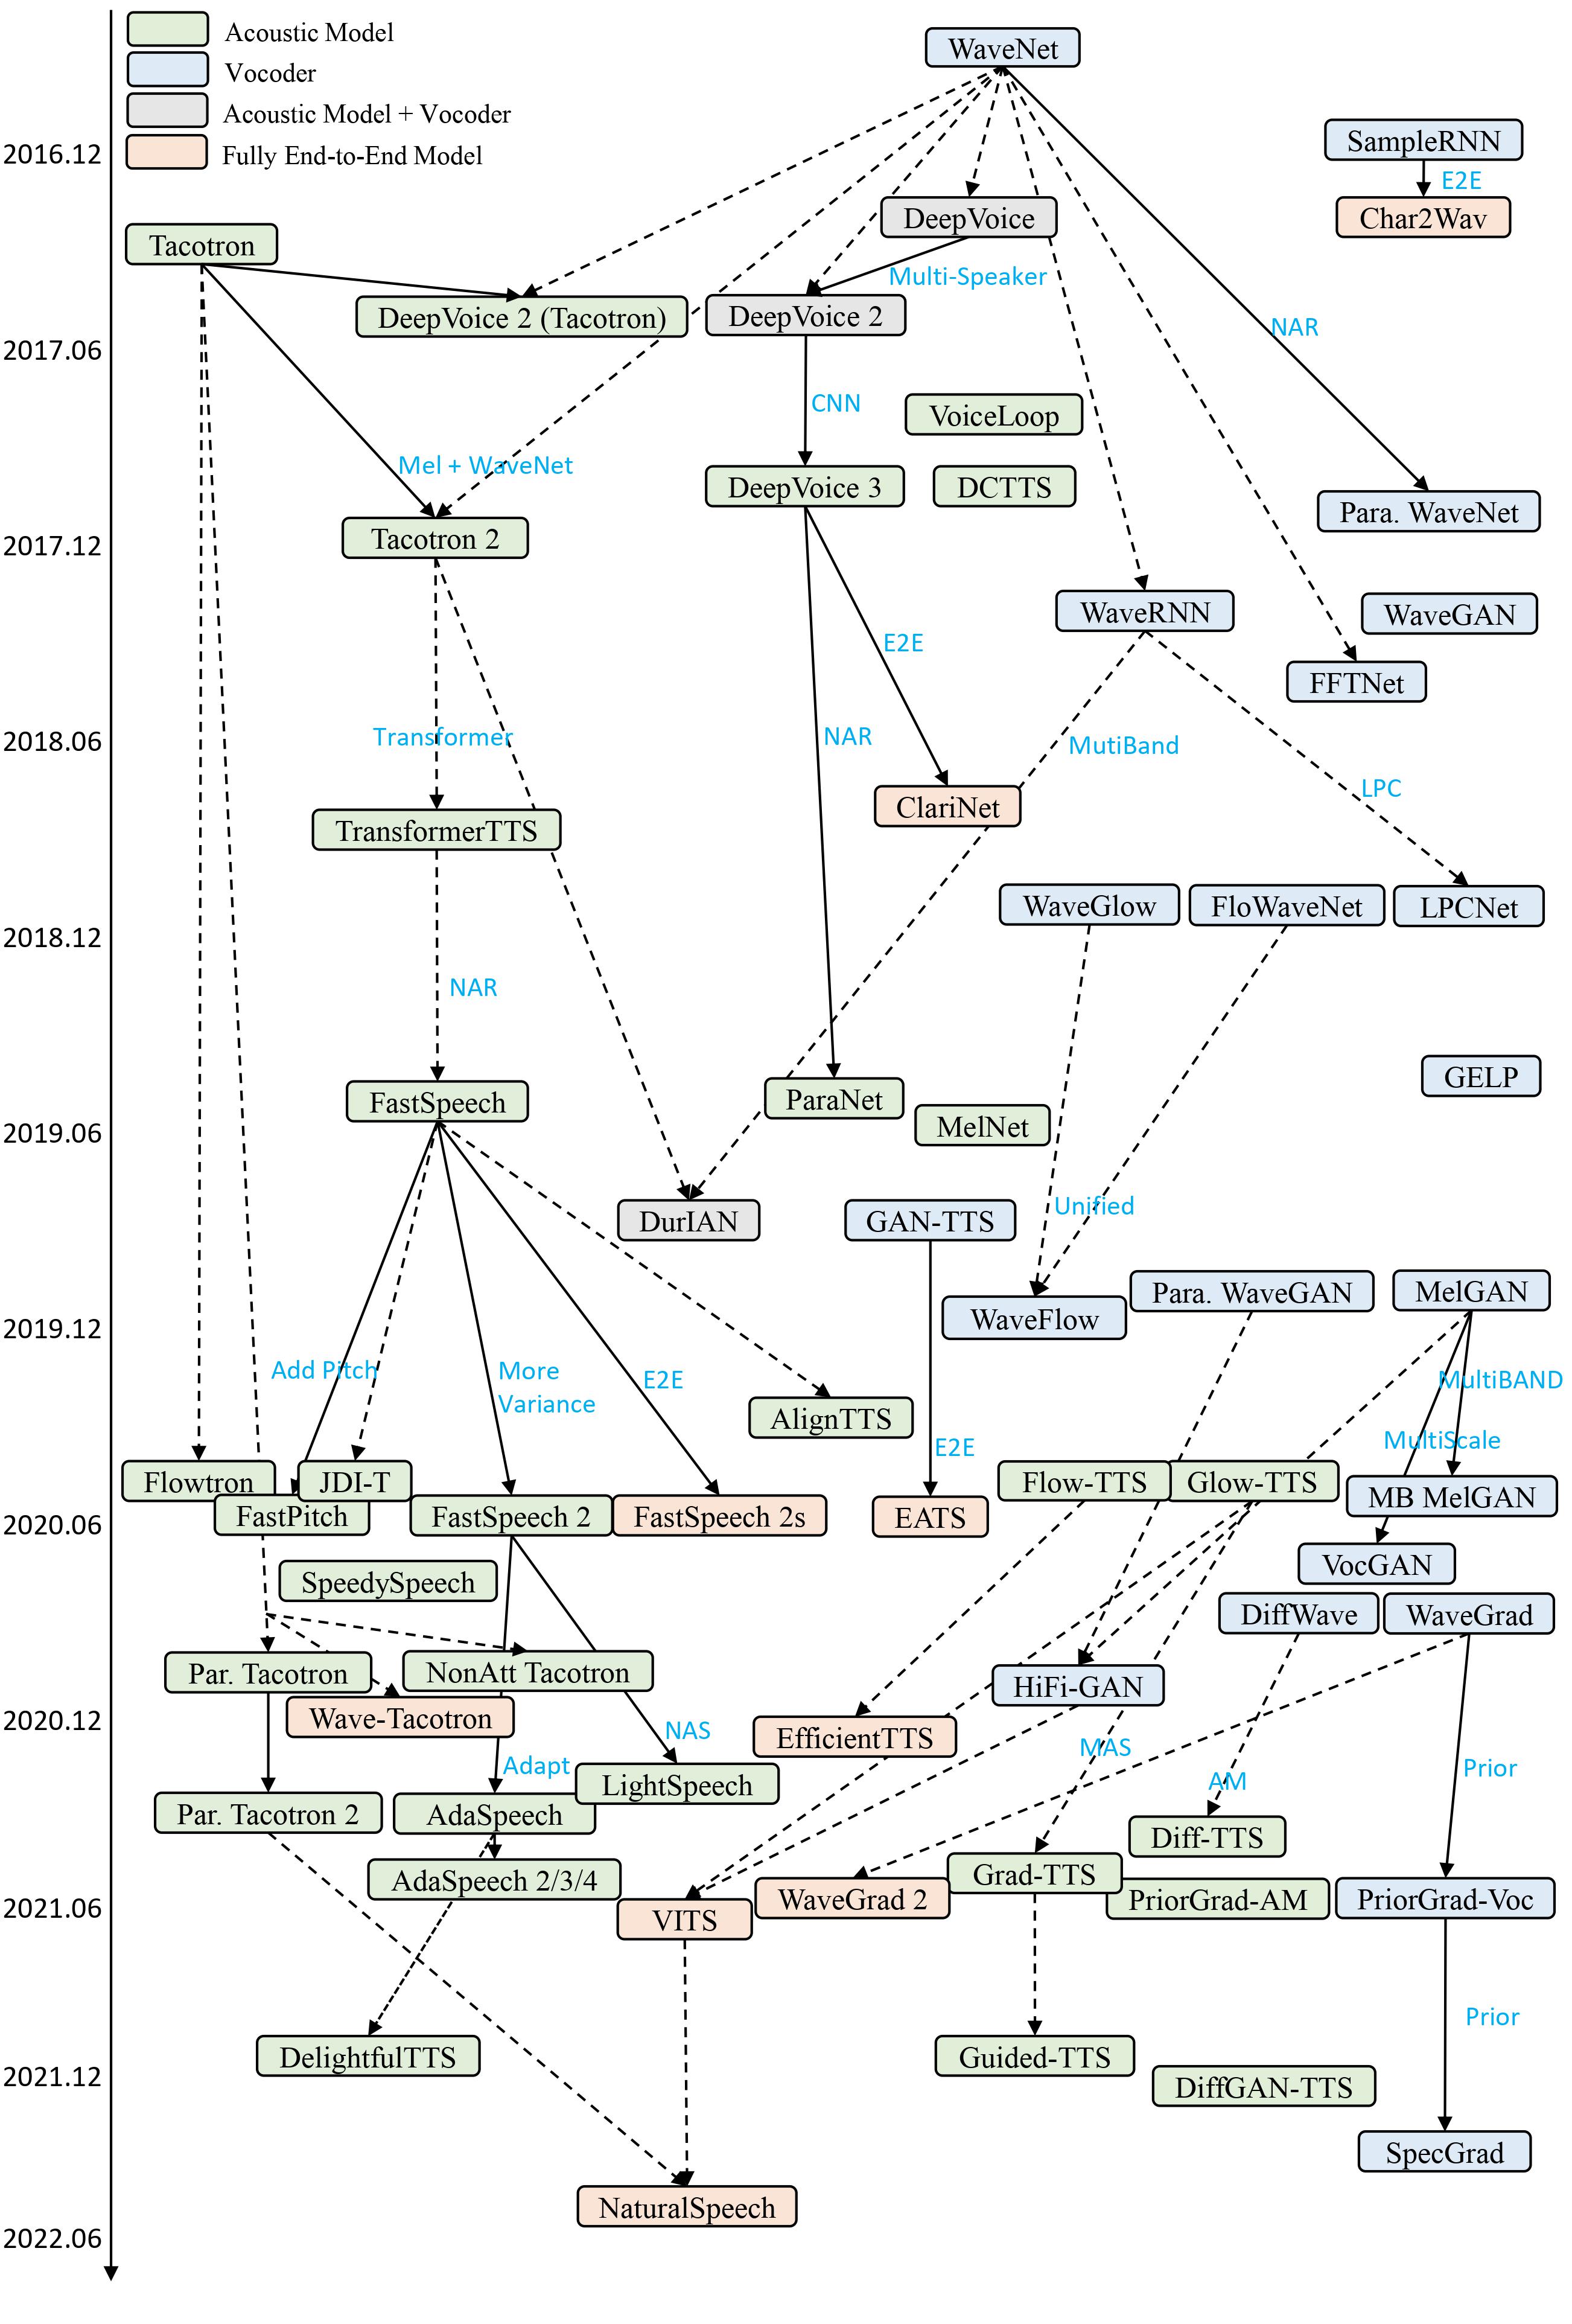 Acoustic Model
Vocoder
Acoustic Model + Vocoder
Fully End-to-End Model
WaveNet
SampleRNN
2016.12
E2E
DeepVoice
Char2Wav
Tacotron
Multi-Speaker
DeepVoice 2 (Tacotron)
DeepVoice 2
NAR
2017.06
CNN
VoiceLoop
Mel + WaveNet
DeepVoice 3
DCTTS
Para. WaveNet
Tacotron 2
2017.12
WaveRNN
WaveGAN
E2E
FFTNet
Transformer
NAR
MutiBand
2018.06
LPC
ClariNet
TransformerTTS
WaveGlow
FloWaveNet
LPCNet
2018.12
NAR
GELP
FastSpeech
ParaNet
MelNet
2019.06
Unified
DurIAN
GAN-TTS
Para. WaveGAN
MelGAN
WaveFlow
2019.12
Add Pitch
More
Variance
E2E
MultiBAND
AlignTTS
E2E
MultiScale
Flowtron
JDI-T
Flow-TTS
Glow-TTS
MB MelGAN
FastPitch
FastSpeech 2
FastSpeech 2s
EATS
2020.06
VocGAN
SpeedySpeech
DiffWave
WaveGrad
Par. Tacotron
NonAtt Tacotron
HiFi-GAN
Wave-Tacotron
2020.12
NAS
EfficientTTS
MAS
Adapt
Prior
AM
LightSpeech
Par. Tacotron 2
AdaSpeech
Diff-TTS
AdaSpeech 2/3/4
Grad-TTS
WaveGrad 2
PriorGrad-AM
PriorGrad-Voc
2021.06
VITS
Prior
DelightfulTTS
Guided-TTS
2021.12
DiffGAN-TTS
SpecGrad
NaturalSpeech
2022.06